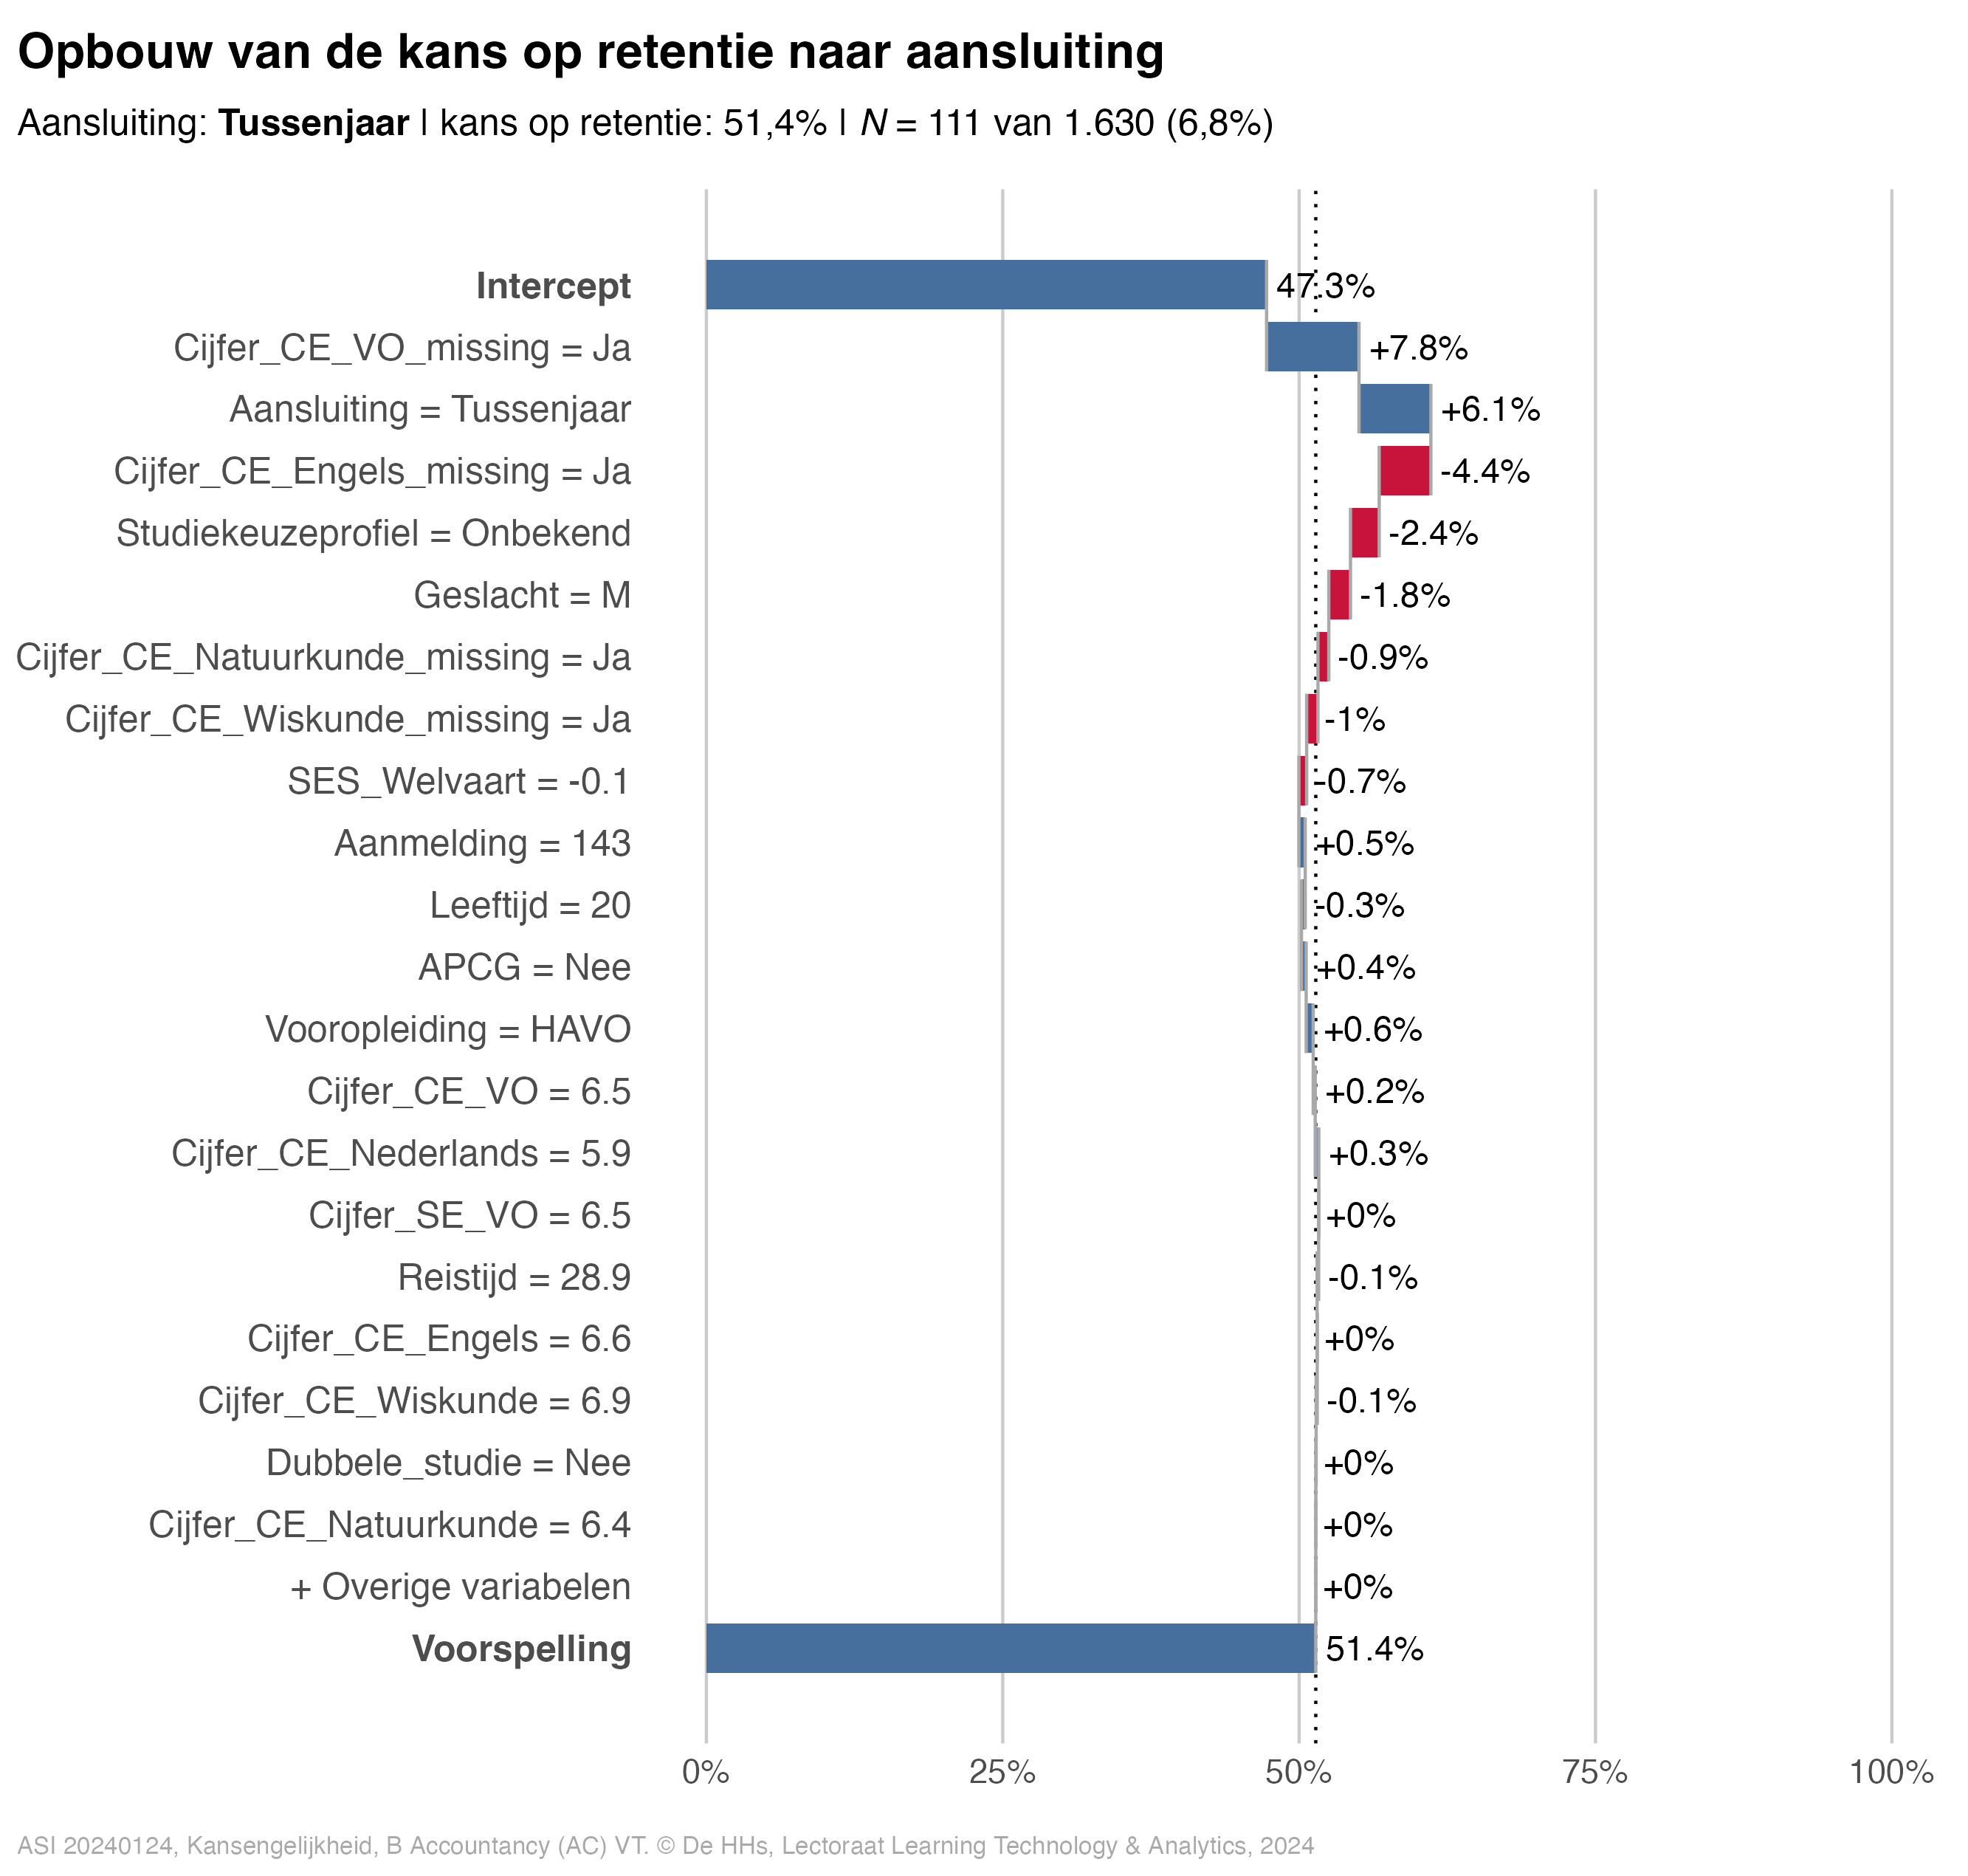 Opbouw van de kans op retentie naar aansluiting
Aansluiting: Tussenjaar | kans op retentie: 51,4% | N = 111 van 1.630 (6,8%)
Intercept 47.3%
Cijfer_CE_VO_missing = Ja +7.8%
Aansluiting = Tussenjaar +6.1%
Cijfer_CE_Engels_missing = Ja -4.4%
Studiekeuzeprofiel = Onbekend -2.4%
Geslacht = M -1.8%
Cijfer_CE_Natuurkunde_missing = Ja -0.9%
Cijfer_CE_Wiskunde_missing = Ja -1%
SES_Welvaart = -0.1 -0.7%
Aanmelding = 143 +0.5%
Leeftijd = 20 -0.3%
APCG = Nee +0.4%
Vooropleiding = HAVO +0.6%
Cijfer_CE_VO = 6.5 +0.2%
Cijfer_CE_Nederlands = 5.9 +0.3%
Cijfer_SE_VO = 6.5 +0%
Reistijd = 28.9 -0.1%
Cijfer_CE_Engels = 6.6 +0%
Cijfer_CE_Wiskunde = 6.9 -0.1%
Dubbele_studie = Nee +0%
Cijfer_CE_Natuurkunde = 6.4 +0%
+ Overige variabelen +0%
Voorspelling 51.4%
0% 25% 50% 75% 100%
ASI 20240124, Kansengelijkheid, B Accountancy (AC) VT. © De HHs, Lectoraat Learning Technology & Analytics, 2024